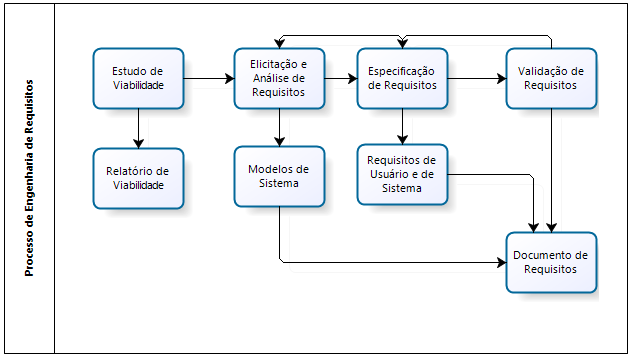 Processo de Engenharia de Requisitos
Estudo de
Viabilidade
Elicitação e
Análise de
Requisitos
Especificação
de Requisitos
Validação de
Requisitos
Relatório de
Viabilidade
Modelos de
Sistema
Requisitos de
Usuário e de
Sistema
Documento de
Requisitos